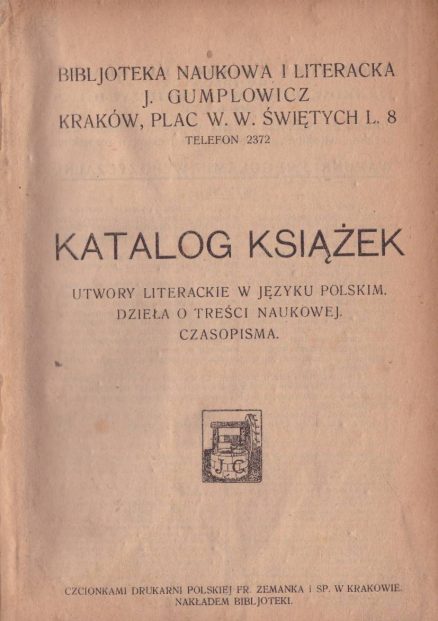 BIBLJOTEKA NAUKOWA I LITERACKA
J. GUMPLOWICZ
KRAKÓW, PLAC W. W. ŚWIĘTYCH L. 8
TELEFON 2372
KATALOG KSIĄŻEK
UTWORY LITERACKIE W JĘZYKU POLSKIM.
DZIEŁA O TREŚCI NAUKOWEJ.
CZASOPISMA.
J G
CZCIONKAMI DRUKARNI POLSKIEJ FR. ZEMANKA I SP. W KRAKOWIE.
NAKŁADEM BIBLJOTEKI.